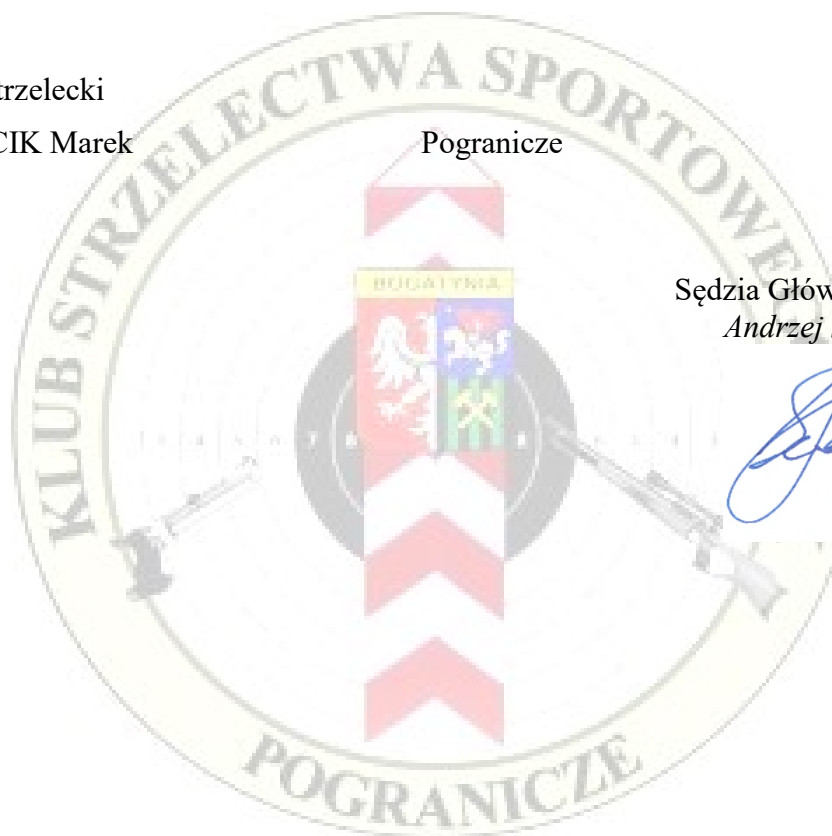 trzelecki
CIK Marek Pogranicze
Sędzia Głów
Andrzej
KLUB STRZELECTWA SPORTOWE
BOGATYNIA
POGRANICZE